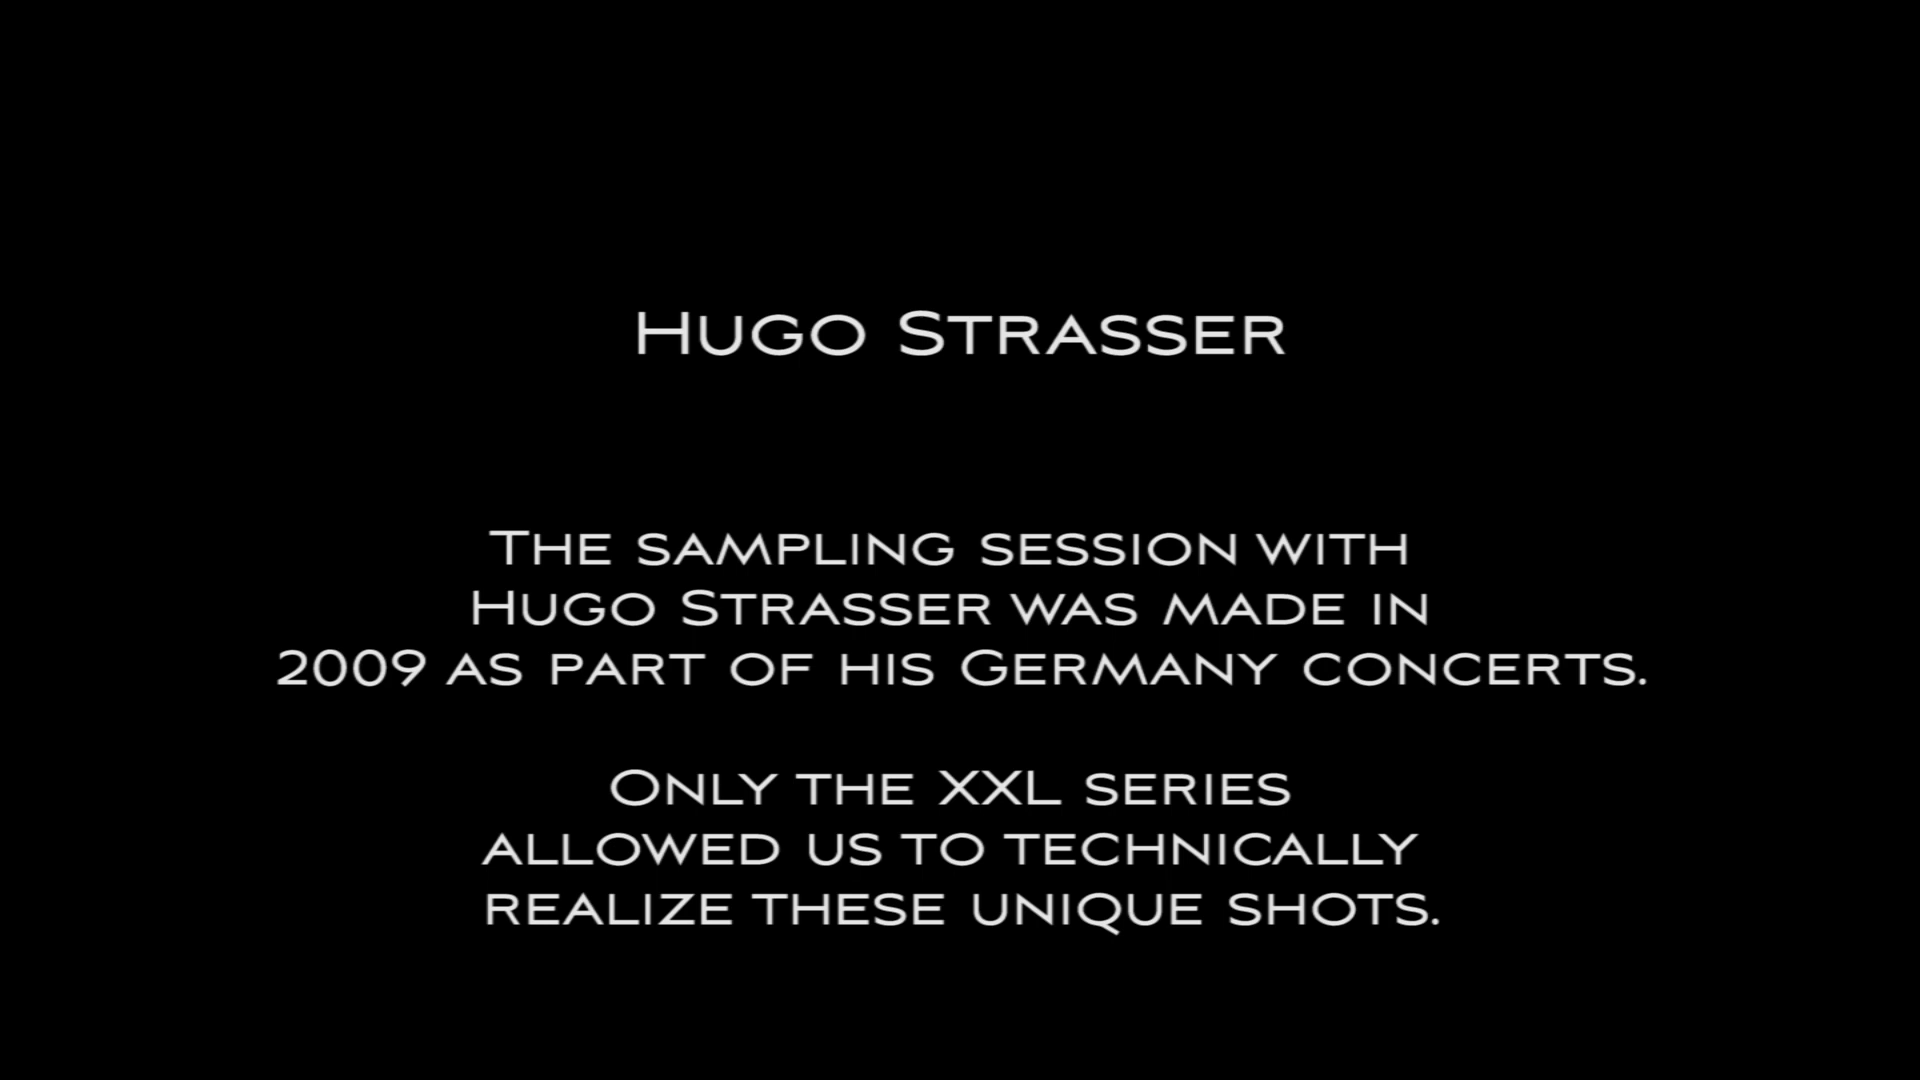 Hugo Strasser
The sampling session with
Hugo Strasser was made in
2009 as part of his Germany concerts.
Only the XXL series
allowed us to technically
realize these unique shots.